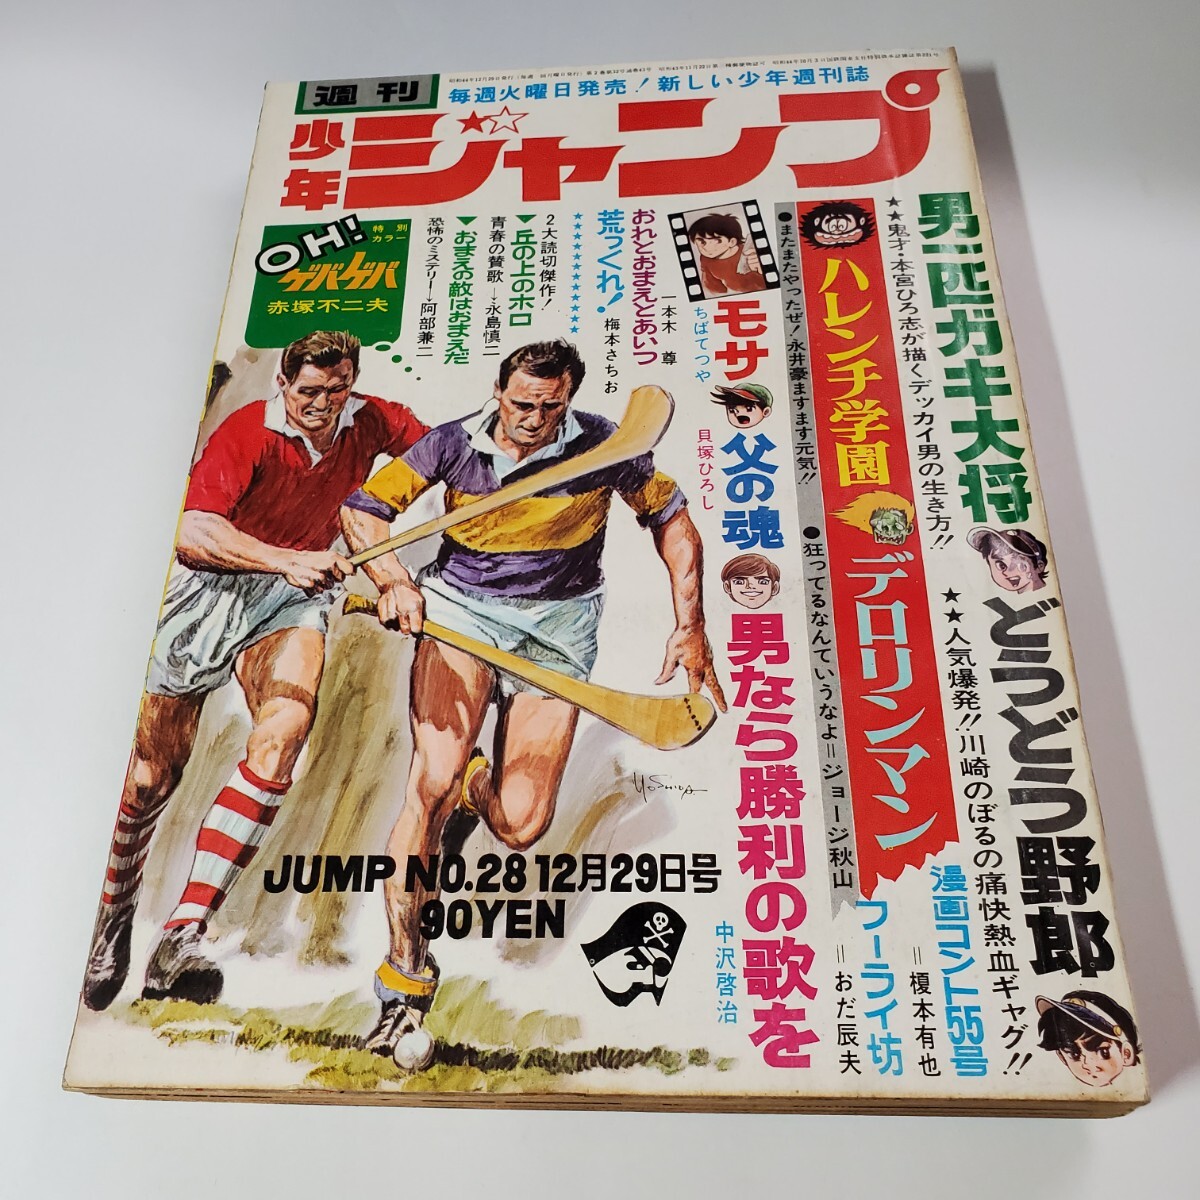 週刊
毎週火曜日発売！新しい少年週刊誌
少年ジャンプ
男一匹ガキ大将
★★鬼才・本宮ひろ志が描くデッカイ男の生き方!!
どうどう野郎
★★人気爆発!!川崎のぼるの痛快熱血ギャグ!!
ハレンチ学園
●またまたやったぜ！永井豪ますます元気!!
デロリンマン
●狂ってるなんていうなよ＝ジョージ秋山
漫画コント55号
＝榎本有也
フーライ坊
＝おだ辰夫
モサ
ちばてつや
父の魂
貝塚ひろし
男なら勝利の歌を
中沢啓治
おれとおまえとあいつ
一本木 尊
荒っくれ！
梅本さちお
2大読切傑作！
▼丘の上のホロ
青春の賛歌→永島慎二
▼おまえの敵はおまえだ
恐怖のミステリー→阿部兼二
OH!
特別カラー
ゲバゲバ
赤塚不二夫
YOSHIDA
JUMP NO.28 12月29日号
90YEN